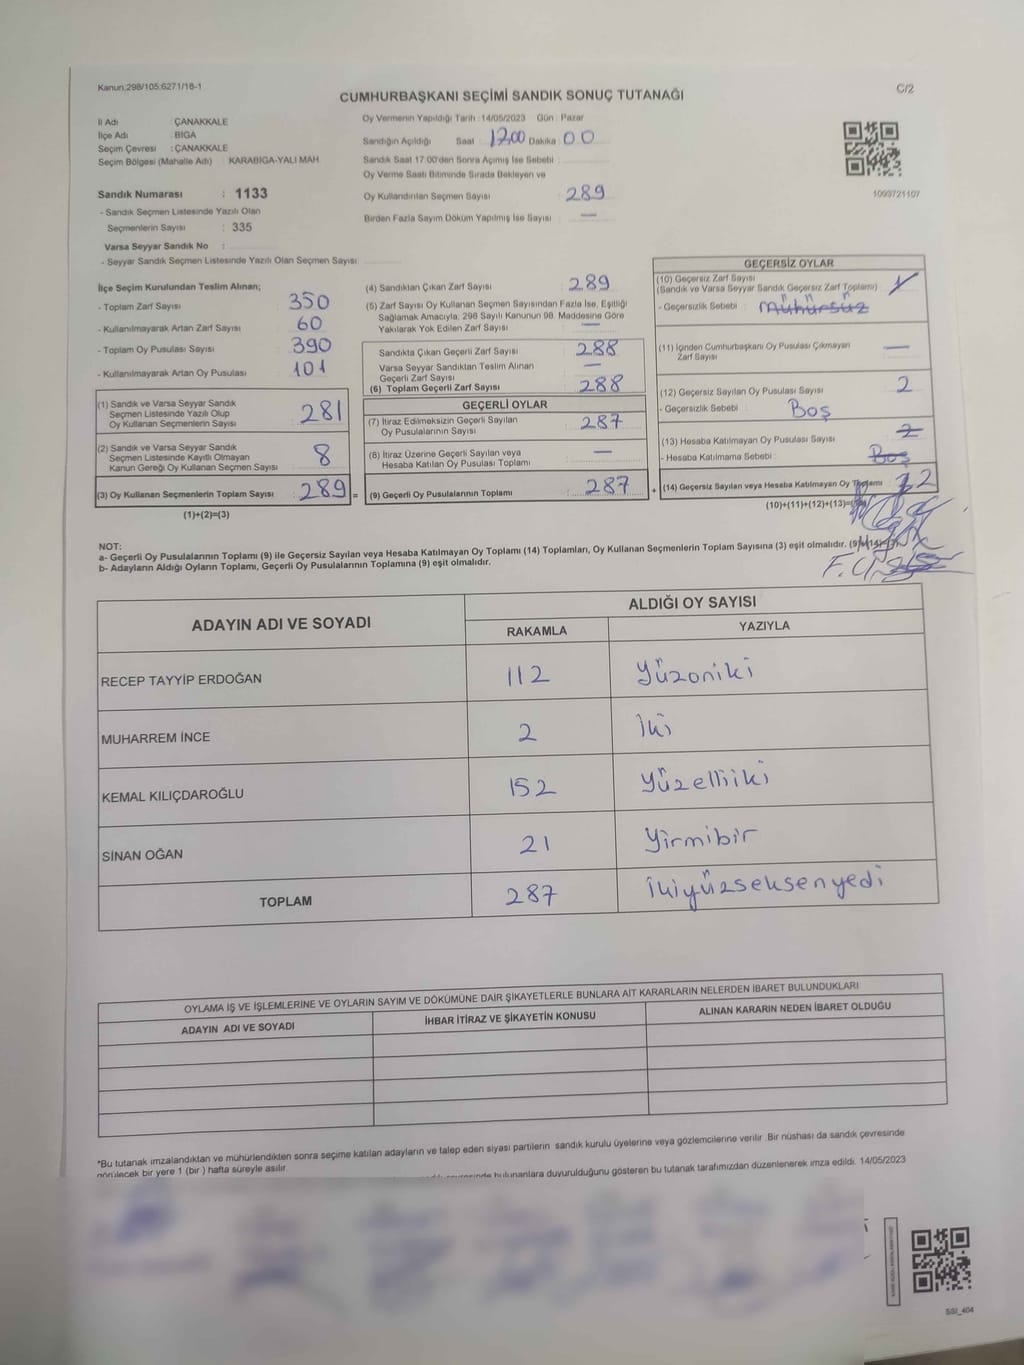 Kanun,298/105;6271/18-1
C/2
CUMHURBAŞKANI SEÇİMİ SANDIK SONUÇ TUTANAĞI
İl Adı : ÇANAKKALE
İlçe Adı : BİGA
Seçim Çevresi : ÇANAKKALE
Seçim Bölgesi (Mahalle Adı) : KARABİGA-YALI MAH
Sandık Numarası : 1133
- Sandık Seçmen Listesinde Yazılı Olan
Seçmenlerin Sayısı : 335
Varsa Seyyar Sandık No :
- Seyyar Sandık Seçmen Listesinde Yazılı Olan Seçmen Sayısı:
Oy Vermenin Yapıldığı Tarih :14/05/2023 Gün : Pazar
Sandığın Açıldığı Saat : 1700 Dakika : 00
Sandık Saat 17.00'den Sonra Açılmış İse Sebebi :
Oy Verme Saati Bitiminde Sırada Bekleyen ve
Oy Kullandırılan Seçmen Sayısı : 289
Birden Fazla Sayım Döküm Yapılmış İse Sayısı : —
1093721107
İlçe Seçim Kurulundan Teslim Alınan;
- Toplam Zarf Sayısı : 350
- Kullanılmayarak Artan Zarf Sayısı : 60
- Toplam Oy Pusulası Sayısı : 390
- Kullanılmayarak Artan Oy Pusulası : 101
(1) Sandık ve Varsa Seyyar Sandık
Seçmen Listesinde Yazılı Olup
Oy Kullanan Seçmenlerin Sayısı : 281
(2) Sandık ve Varsa Seyyar Sandık
Seçmen Listesinde Kayıtlı Olmayan
Kanun Gereği Oy Kullanan Seçmen Sayısı : 8
(3) Oy Kullanan Seçmenlerin Toplam Sayısı : 289 =
(1)+(2)=(3)
(4) Sandıktan Çıkan Zarf Sayısı : 289
(5) Zarf Sayısı Oy Kullanan Seçmen Sayısından Fazla İse, Eşitliği
Sağlamak Amacıyla; 298 Sayılı Kanunun 98. Maddesine Göre
Yakılarak Yok Edilen Zarf Sayısı : —
Sandıkta Çıkan Geçerli Zarf Sayısı : 288
Varsa Seyyar Sandıktan Teslim Alınan
Geçerli Zarf Sayısı : —
(6) Toplam Geçerli Zarf Sayısı : 288
GEÇERLİ OYLAR
(7) İtiraz Edilmeksizin Geçerli Sayılan
Oy Pusulalarının Sayısı : 287
(8) İtiraz Üzerine Geçerli Sayılan veya
Hesaba Katılan Oy Pusulası Toplamı : —
(9) Geçerli Oy Pusulalarının Toplamı : 287 +
GEÇERSİZ OYLAR
(10) Geçersiz Zarf Sayısı
(Sandık ve Varsa Seyyar Sandık Geçersiz Zarf Toplamı) :
- Geçersizlik Sebebi : Mühürsüz
(11) İçinden Cumhurbaşkanı Oy Pusulası Çıkmayan
Zarf Sayısı : —
(12) Geçersiz Sayılan Oy Pusulası Sayısı : 2
- Geçersizlik Sebebi : Boş
(13) Hesaba Katılmayan Oy Pusulası Sayısı : 2
- Hesaba Katılmama Sebebi : Boş
(14) Geçersiz Sayılan veya Hesaba Katılmayan Oy Toplamı : 2
(10)+(11)+(12)+(13)=
NOT:
a- Geçerli Oy Pusulalarının Toplamı (9) ile Geçersiz Sayılan veya Hesaba Katılmayan Oy Toplamı (14) Toplamları, Oy Kullanan Seçmenlerin Toplam Sayısına (3) eşit olmalıdır.
b- Adayların Aldığı Oyların Toplamı, Geçerli Oy Pusulalarının Toplamına (9) eşit olmalıdır.
ADAYIN ADI VE SOYADI
ALDIĞI OY SAYISI
RAKAMLA YAZIYLA
RECEP TAYYİP ERDOĞAN 112 Yüzoniki
MUHARREM İNCE 2 İki
KEMAL KILIÇDAROĞLU 152 Yüzelliiki
SİNAN OĞAN 21 Yirmibir
TOPLAM 287 İkiyüzseksenyedi
OYLAMA İŞ VE İŞLEMLERİNE VE OYLARIN SAYIM VE DÖKÜMÜNE DAİR ŞİKAYETLERLE BUNLARA AİT KARARLARIN NELERDEN İBARET BULUNDUKLARI
ADAYIN ADI VE SOYADI İHBAR İTİRAZ VE ŞİKAYETİN KONUSU ALINAN KARARIN NEDEN İBARET OLDUĞU
*Bu tutanak imzalandıktan ve mühürlendikten sonra seçime katılan adayların ve talep eden siyasi partilerin sandık kurulu üyelerine veya gözlemcilerine verilir. Bir nüshası da sandık çevresinde
görülecek bir yere 1 (bir ) hafta süreyle asılır.
bulunanlara duyurulduğunu gösteren bu tutanak tarafımızdan düzenlenerek imza edildi. 14/05/2023
SSI_404